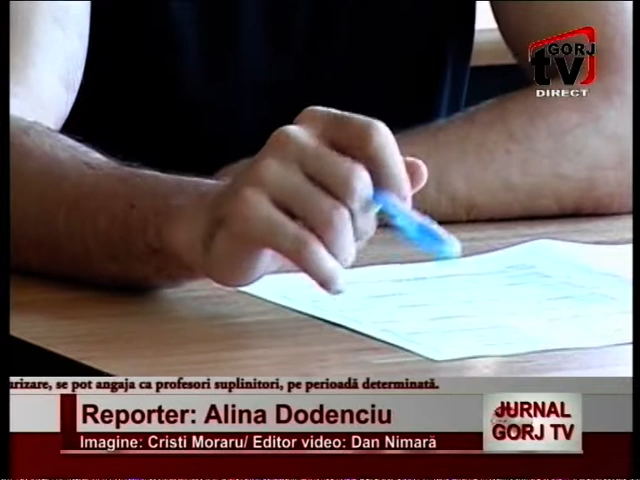 GORJ
tv
DIRECT
urizare, se pot angaja ca profesori suplinitori, pe perioadă determinată.
Reporter: Alina Dodenciu
Imagine: Cristi Moraru/ Editor video: Dan Nimară
JURNAL
GORJ TV